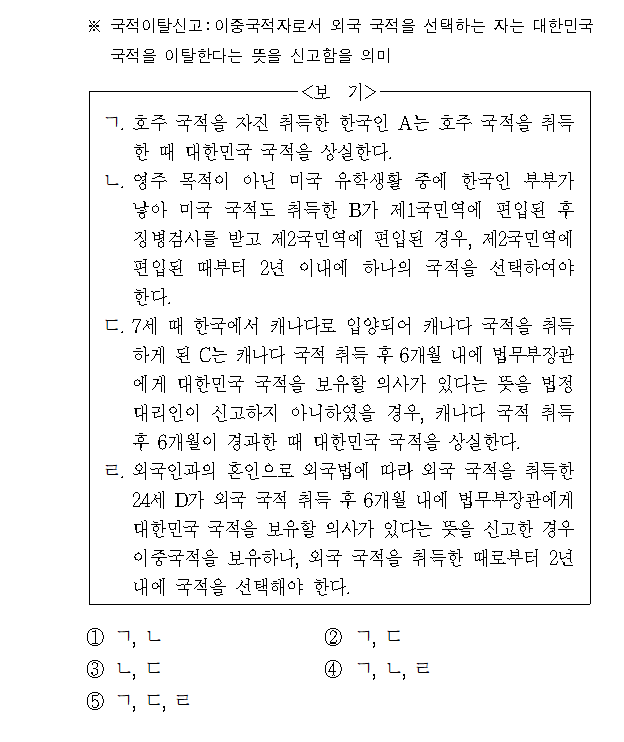 ※ 국적이탈신고:이중국적자로서 외국 국적을 선택하는 자는 대한민국
국적을 이탈한다는 뜻을 신고함을 의미
<보 기>
ㄱ. 호주 국적을 자진 취득한 한국인 A는 호주 국적을 취득
한 때 대한민국 국적을 상실한다.
ㄴ. 영주 목적이 아닌 미국 유학생활 중에 한국인 부부가
낳아 미국 국적도 취득한 B가 제1국민역에 편입된 후
징병검사를 받고 제2국민역에 편입된 경우, 제2국민역에
편입된 때부터 2년 이내에 하나의 국적을 선택하여야
한다.
ㄷ. 7세 때 한국에서 캐나다로 입양되어 캐나다 국적을 취득
하게 된 C는 캐나다 국적 취득 후 6개월 내에 법무부장관
에게 대한민국 국적을 보유할 의사가 있다는 뜻을 법정
대리인이 신고하지 아니하였을 경우, 캐나다 국적 취득
후 6개월이 경과한 때 대한민국 국적을 상실한다.
ㄹ. 외국인과의 혼인으로 외국법에 따라 외국 국적을 취득한
24세 D가 외국 국적 취득 후 6개월 내에 법무부장관에게
대한민국 국적을 보유할 의사가 있다는 뜻을 신고한 경우
이중국적을 보유하나, 외국 국적을 취득한 때로부터 2년
내에 국적을 선택해야 한다.
① ㄱ, ㄴ ② ㄱ, ㄷ
③ ㄴ, ㄷ ④ ㄱ, ㄴ, ㄹ
⑤ ㄱ, ㄷ, ㄹ